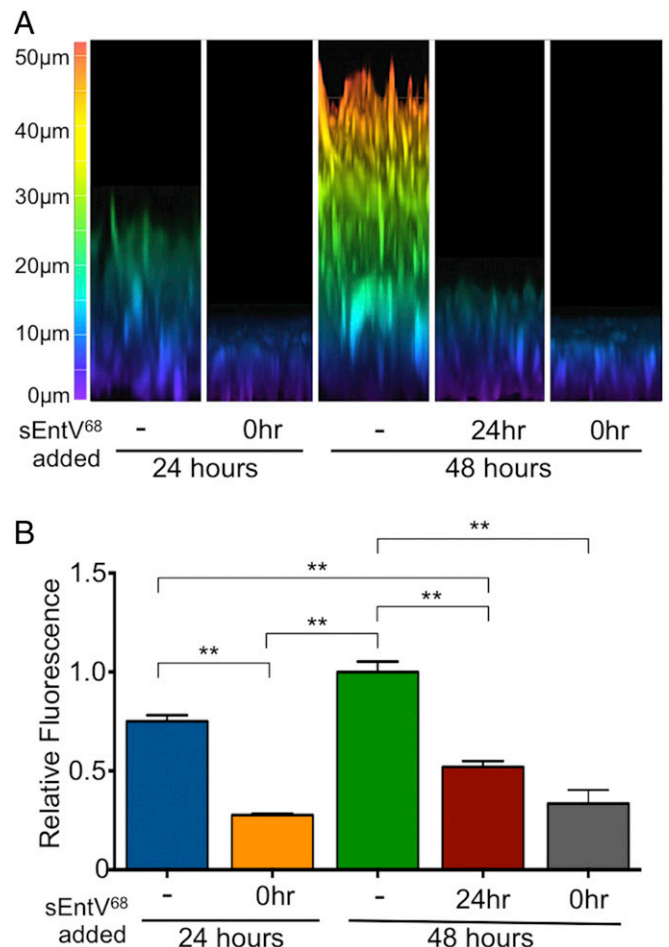 A
50µm
40µm
30µm
20µm
10µm
0µm
sEntV⁶⁸ added
- 0hr - 24hr 0hr
24 hours 48 hours
B
** ** ** ** **
Relative Fluorescence
1.5
1.0
0.5
0
sEntV⁶⁸ added
- 0hr - 24hr 0hr
24 hours 48 hours